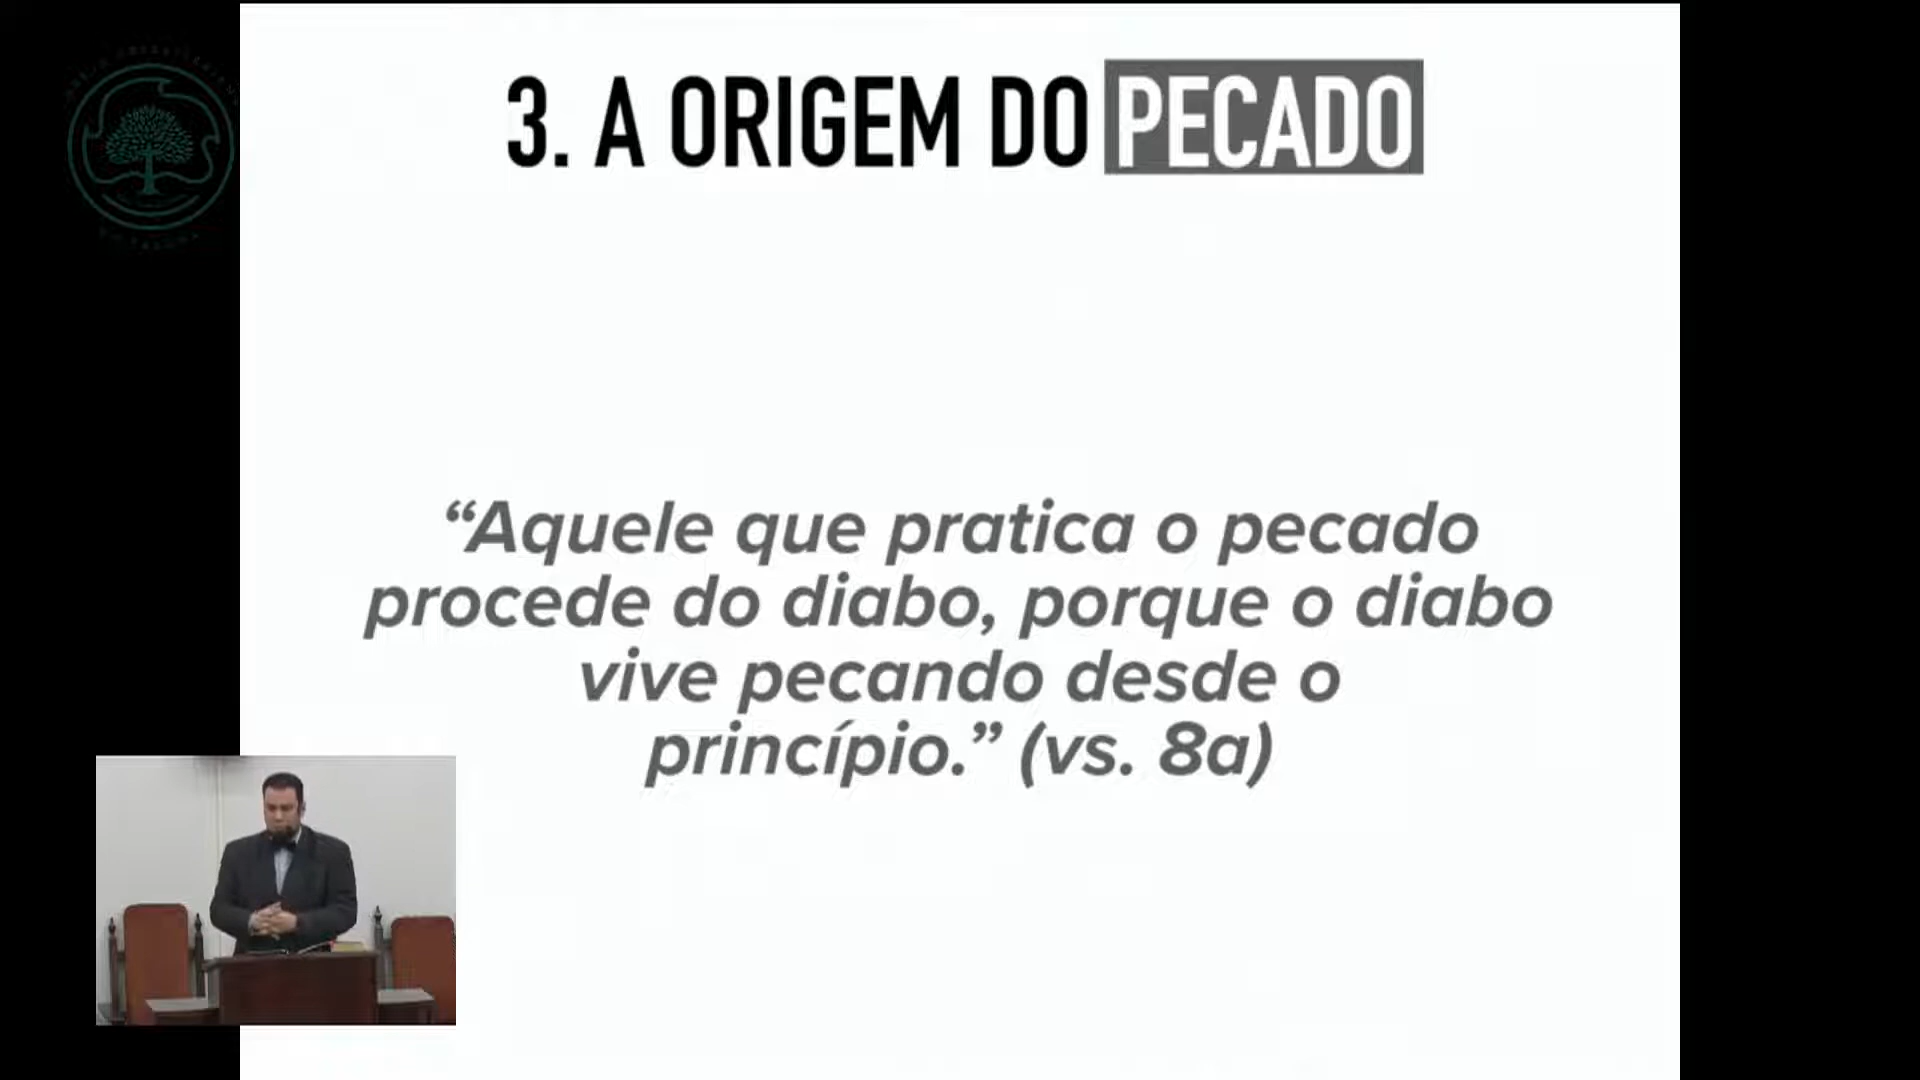 3. A ORIGEM DO PECADO
“Aquele que pratica o pecado
procede do diabo, porque o diabo
vive pecando desde o
princípio.” (vs. 8a)